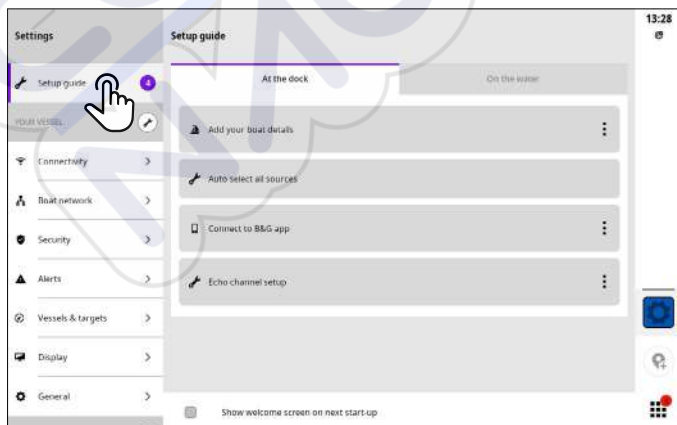 13:28
Settings
Setup guide
Setup guide
4
At the dock
On the water
YOUR VESSEL
Add your boat details
Connectivity
Auto select all sources
Boat network
Connect to B&G app
Security
Alerts
Echo channel setup
Vessels & targets
Display
General
Show welcome screen on next start-up